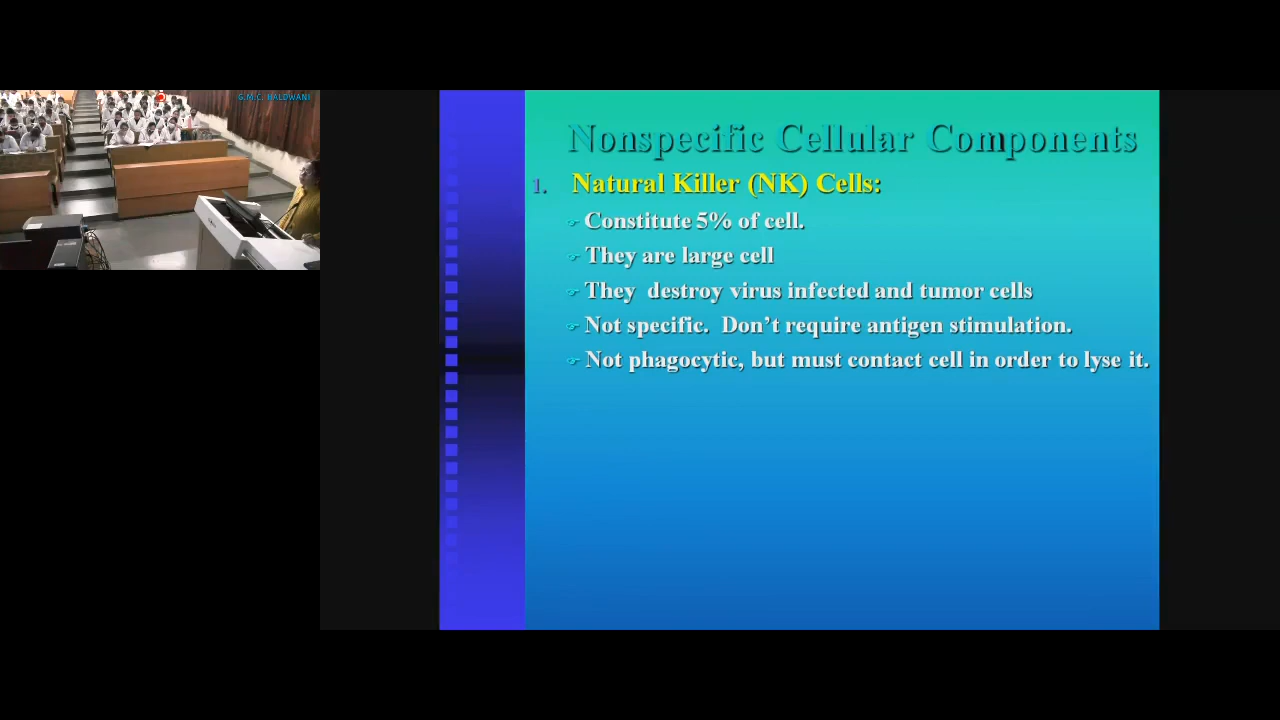 G.M.C. HALDWANI
Nonspecific Cellular Components
1. Natural Killer (NK) Cells:
Constitute 5% of cell.
They are large cell
They destroy virus infected and tumor cells
Not specific. Don't require antigen stimulation.
Not phagocytic, but must contact cell in order to lyse it.